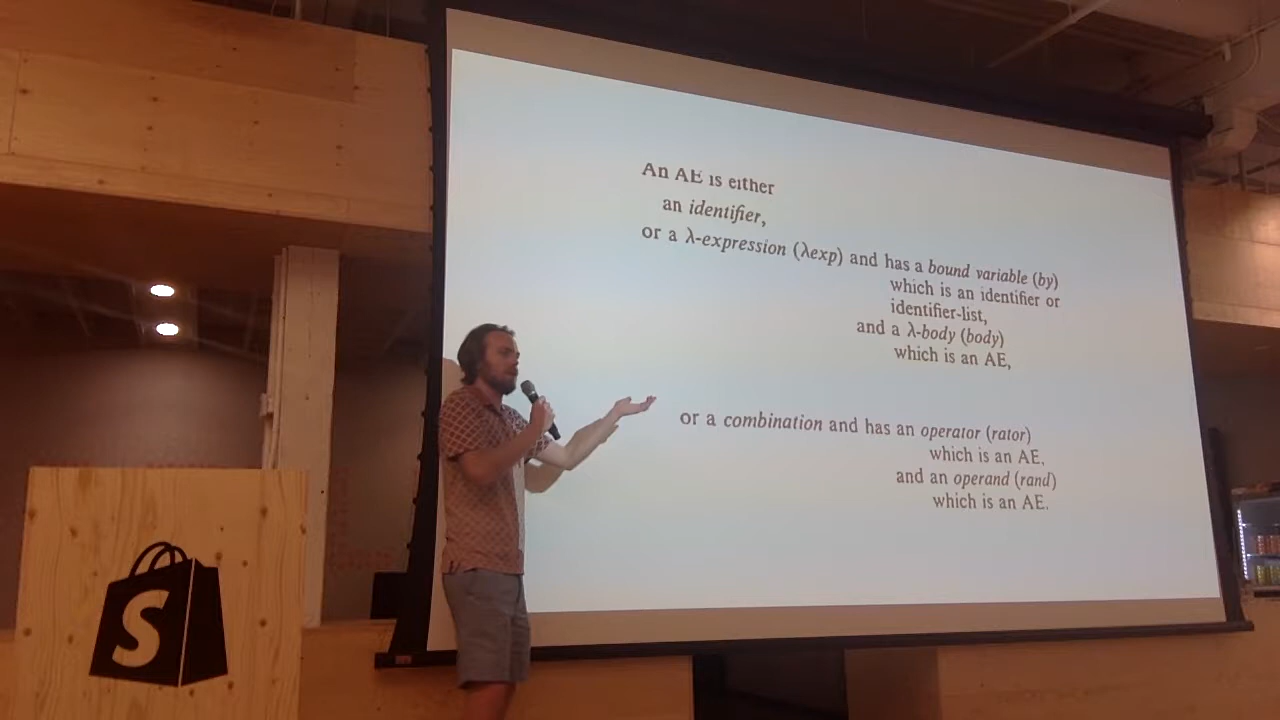 An AE is either
an identifier,
or a λ-expression (λexp) and has a bound variable (bv)
which is an identifier or
identifier-list,
and a λ-body (body)
which is an AE,
or a combination and has an operator (rator)
which is an AE,
and an operand (rand)
which is an AE.
S